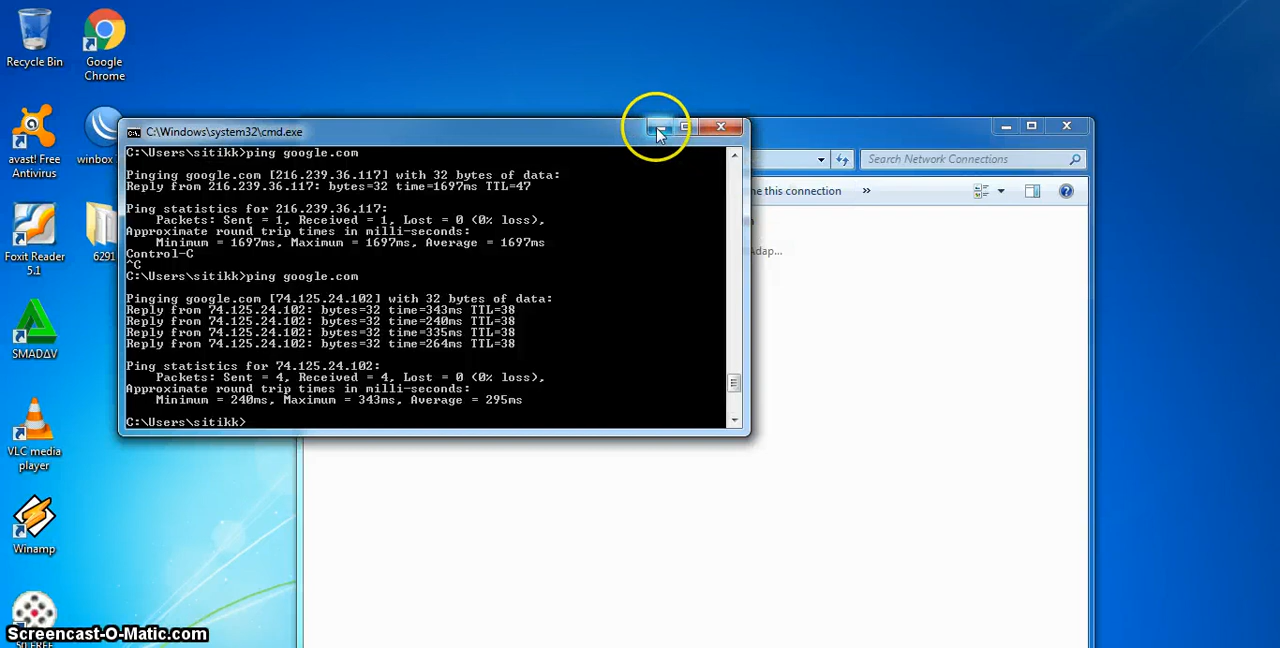 Recycle Bin
Google
Chrome
avast! Free
Antivirus
winbox
Foxit Reader
5.1
6291
SMADΔV
VLC media
player
Winamp
C:\Windows\system32\cmd.exe
C:\Users\sitikk>ping google.com
Pinging google.com [216.239.36.117] with 32 bytes of data:
Reply from 216.239.36.117: bytes=32 time=1697ms TTL=47
Ping statistics for 216.239.36.117:
Packets: Sent = 1, Received = 1, Lost = 0 (0% loss),
Approximate round trip times in milli-seconds:
Minimum = 1697ms, Maximum = 1697ms, Average = 1697ms
Control-C
^C
C:\Users\sitikk>ping google.com
Pinging google.com [74.125.24.102] with 32 bytes of data:
Reply from 74.125.24.102: bytes=32 time=343ms TTL=38
Reply from 74.125.24.102: bytes=32 time=240ms TTL=38
Reply from 74.125.24.102: bytes=32 time=335ms TTL=38
Reply from 74.125.24.102: bytes=32 time=264ms TTL=38
Ping statistics for 74.125.24.102:
Packets: Sent = 4, Received = 4, Lost = 0 (0% loss),
Approximate round trip times in milli-seconds:
Minimum = 240ms, Maximum = 343ms, Average = 295ms
C:\Users\sitikk>
Search Network Connections
me this connection »
Adap...
Screencast-O-Matic.com